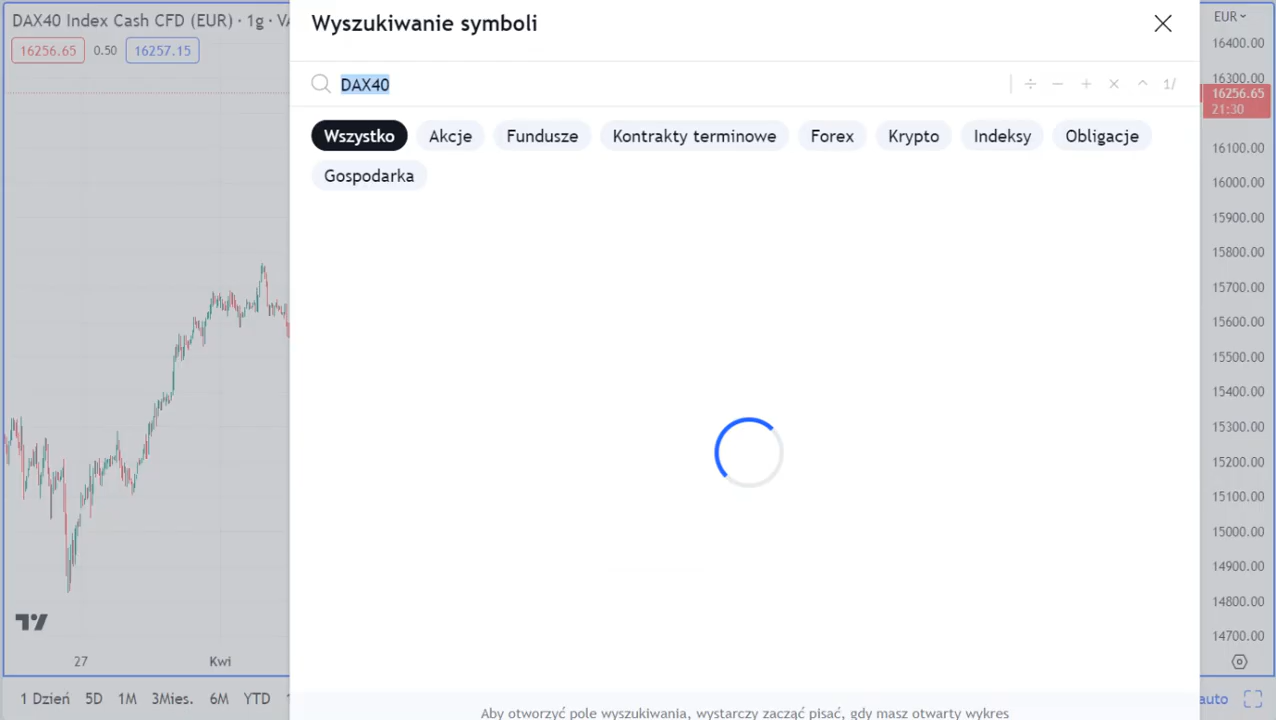 DAX40 Index Cash CFD (EUR) · 1g · VA
Wyszukiwanie symboli
EUR
16256.65 0.50 16257.15
DAX40
1/
Wszystko Akcje Fundusze Kontrakty terminowe Forex Krypto Indeksy Obligacje
Gospodarka
16400.00
16300.00
16256.65
21:30
16100.00
16000.00
15900.00
15800.00
15700.00
15600.00
15500.00
15400.00
15300.00
15200.00
15100.00
15000.00
14900.00
14800.00
14700.00
27 Kwi
1 Dzień 5D 1M 3Mies. 6M YTD
auto
Aby otworzyć pole wyszukiwania, wystarczy zacząć pisać, gdy masz otwarty wykres